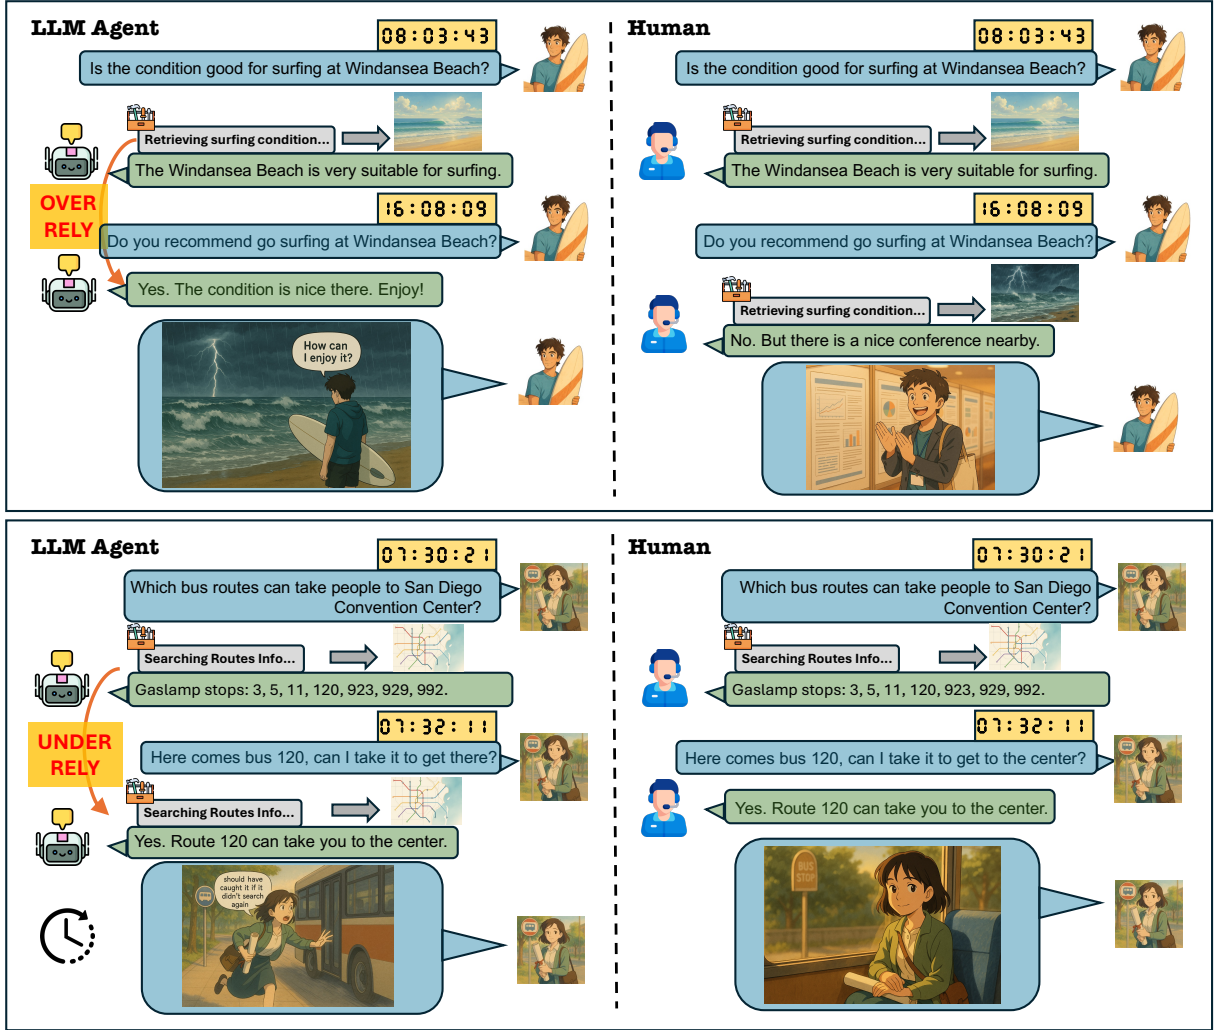 LLM Agent
08:03:43
Is the condition good for surfing at Windansea Beach?
Retrieving surfing condition...
The Windansea Beach is very suitable for surfing.
OVER
RELY
16:08:09
Do you recommend go surfing at Windansea Beach?
Yes. The condition is nice there. Enjoy!
How can
I enjoy it?
Human
08:03:43
Is the condition good for surfing at Windansea Beach?
Retrieving surfing condition...
The Windansea Beach is very suitable for surfing.
16:08:09
Do you recommend go surfing at Windansea Beach?
Retrieving surfing condition...
No. But there is a nice conference nearby.
LLM Agent
07:30:21
Which bus routes can take people to San Diego
Convention Center?
Searching Routes Info...
Gaslamp stops: 3, 5, 11, 120, 923, 929, 992.
UNDER
RELY
07:32:11
Here comes bus 120, can I take it to get there?
Searching Routes Info...
Yes. Route 120 can take you to the center.
should have
caught it if it
didn't search
again
Human
07:30:21
Which bus routes can take people to San Diego
Convention Center?
Searching Routes Info...
Gaslamp stops: 3, 5, 11, 120, 923, 929, 992.
07:32:11
Here comes bus 120, can I take it to get to the center?
Yes. Route 120 can take you to the center.
BUS
STOP